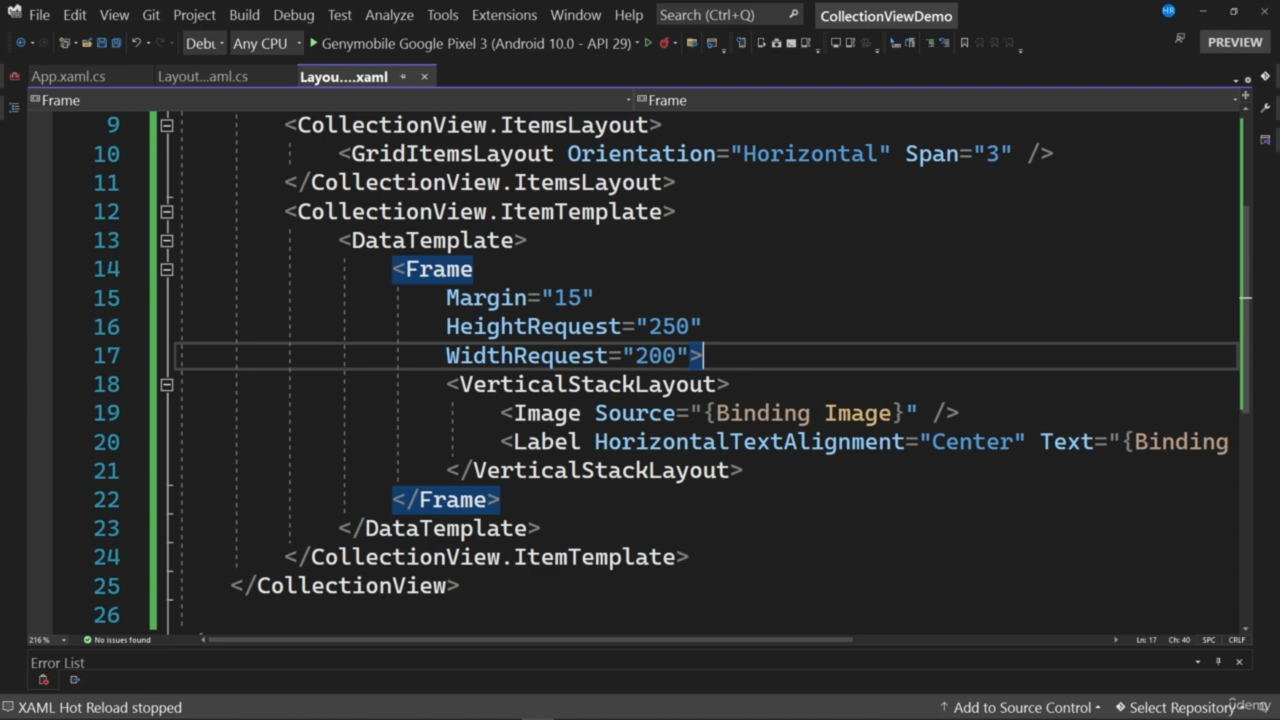 File Edit View Git Project Build Debug Test Analyze Tools Extensions Window Help Search (Ctrl+Q) CollectionViewDemo HR
Debu Any CPU Genymobile Google Pixel 3 (Android 10.0 - API 29) PREVIEW
App.xaml.cs Layout...aml.cs Layou....xaml
Frame Frame
9 <CollectionView.ItemsLayout>
10 <GridItemsLayout Orientation="Horizontal" Span="3" />
11 </CollectionView.ItemsLayout>
12 <CollectionView.ItemTemplate>
13 <DataTemplate>
14 <Frame
15 Margin="15"
16 HeightRequest="250"
17 WidthRequest="200">
18 <VerticalStackLayout>
19 <Image Source="{Binding Image}" />
20 <Label HorizontalTextAlignment="Center" Text="{Binding
21 </VerticalStackLayout>
22 </Frame>
23 </DataTemplate>
24 </CollectionView.ItemTemplate>
25 </CollectionView>
26
216 % No issues found Ln: 17 Ch: 40 SPC CRLF
Error List
XAML Hot Reload stopped Add to Source Control Select Repository
Udemy